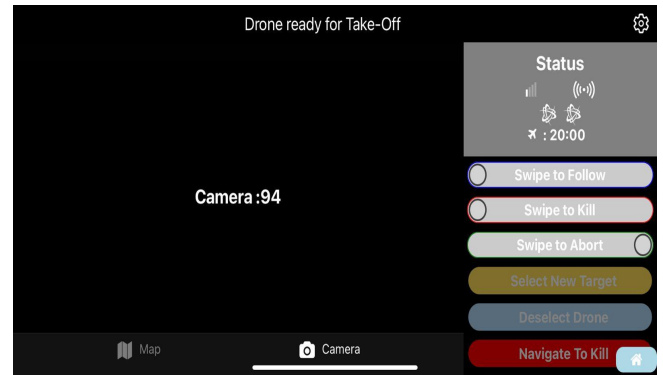 Drone ready for Take-Off
Status
: 20:00
Camera :94
Swipe to Follow
Swipe to Kill
Swipe to Abort
Select New Target
Deselect Drone
Navigate To Kill
Map
Camera